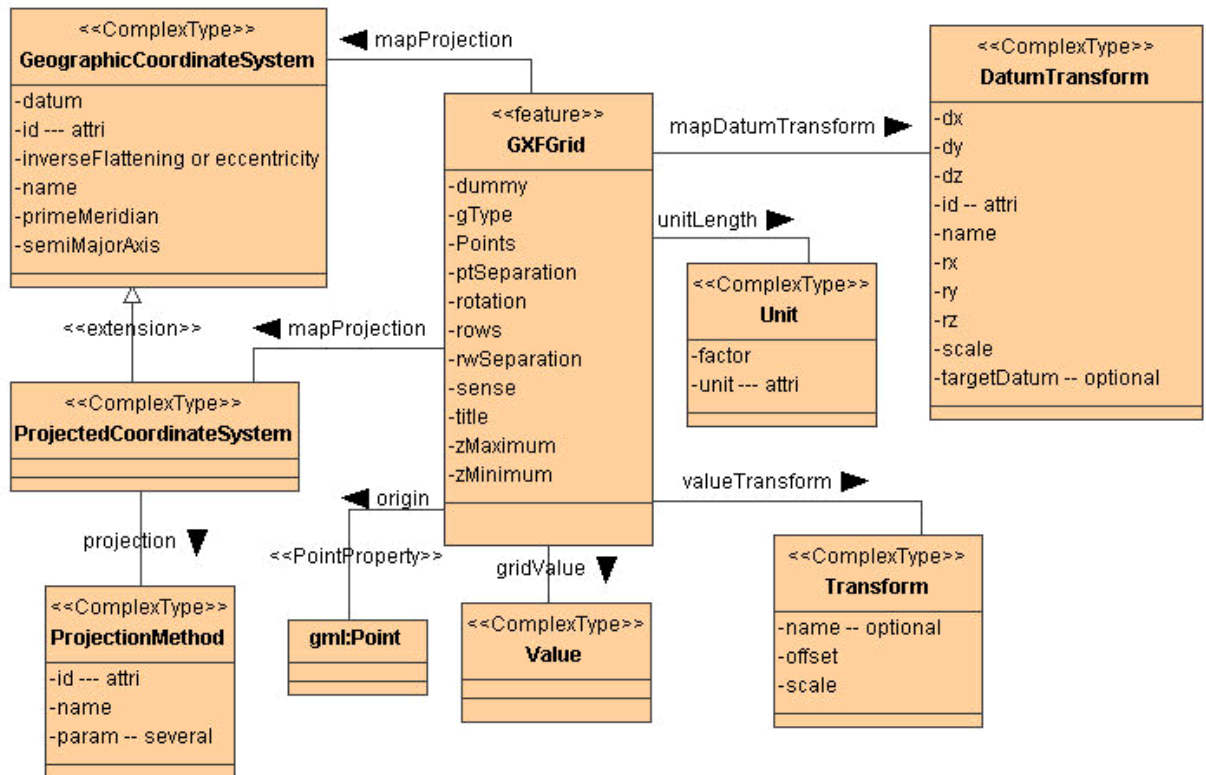 <<ComplexType>>
GeographicCoordinateSystem
-datum
-id --- attri
-inverseFlattening or eccentricity
-name
-primeMeridian
-semiMajorAxis
mapProjection
<<feature>>
GXFGrid
-dummy
-gType
-Points
-ptSeparation
-rotation
-rows
-rwSeparation
-sense
-title
-zMaximum
-zMinimum
mapDatumTransform
<<ComplexType>>
DatumTransform
-dx
-dy
-dz
-id -- attri
-name
-rx
-ry
-rz
-scale
-targetDatum -- optional
unitLength
<<ComplexType>>
Unit
-factor
-unit --- attri
<<extension>>
mapProjection
<<ComplexType>>
ProjectedCoordinateSystem
projection
<<ComplexType>>
ProjectionMethod
-id --- attri
-name
-param -- several
origin
<<PointProperty>>
gml:Point
gridValue
<<ComplexType>>
Value
valueTransform
<<ComplexType>>
Transform
-name -- optional
-offset
-scale